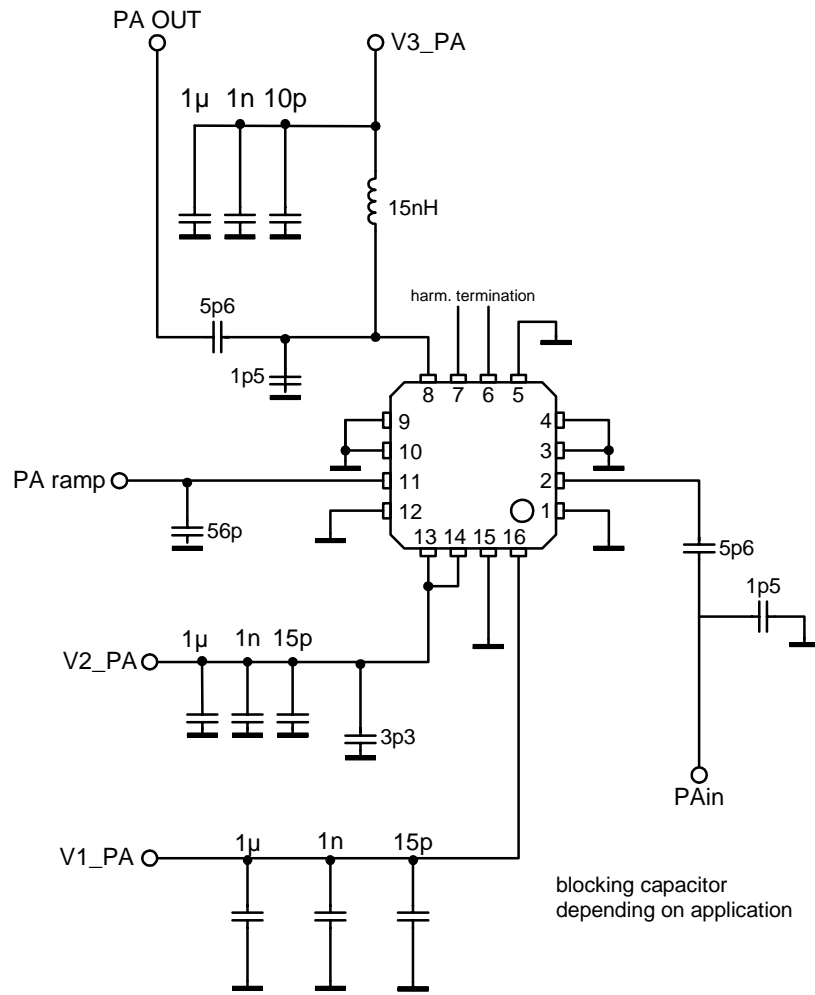 PA OUT
V3_PA
1µ 1n 10p
15nH
harm. termination
5p6
1p5
8 7 6 5
9 4
10 3
PA ramp 11 2
12 1
56p
13 14 15 16
5p6
1p5
1µ 1n 15p
V2_PA
3p3
PAin
1µ 1n 15p
V1_PA
blocking capacitor
depending on application